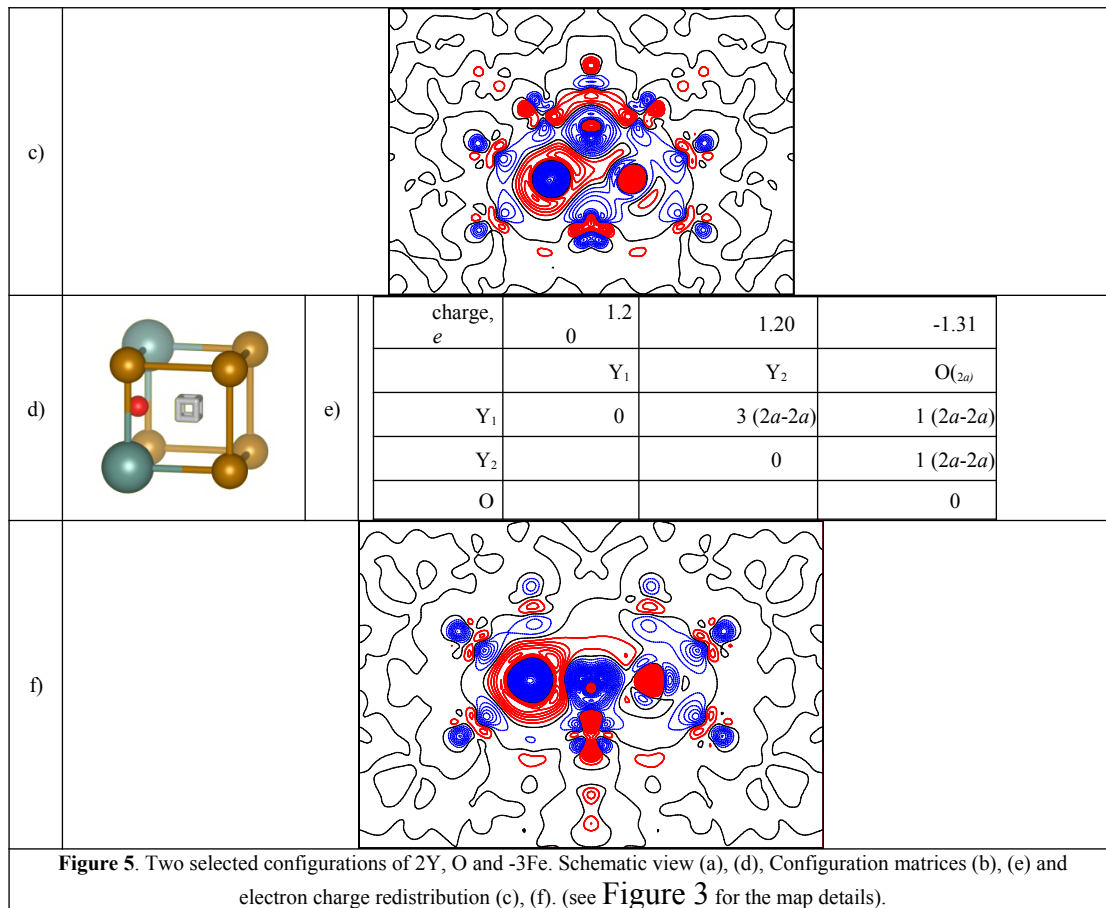 c)
d)
e)
charge, e 1.20 1.20 -1.31
Y1 Y2 O(2a)
Y1 0 3 (2a-2a) 1 (2a-2a)
Y2 0 1 (2a-2a)
O 0
f)
Figure 5. Two selected configurations of 2Y, O and -3Fe. Schematic view (a), (d), Configuration matrices (b), (e) and
electron charge redistribution (c), (f). (see Figure 3 for the map details).